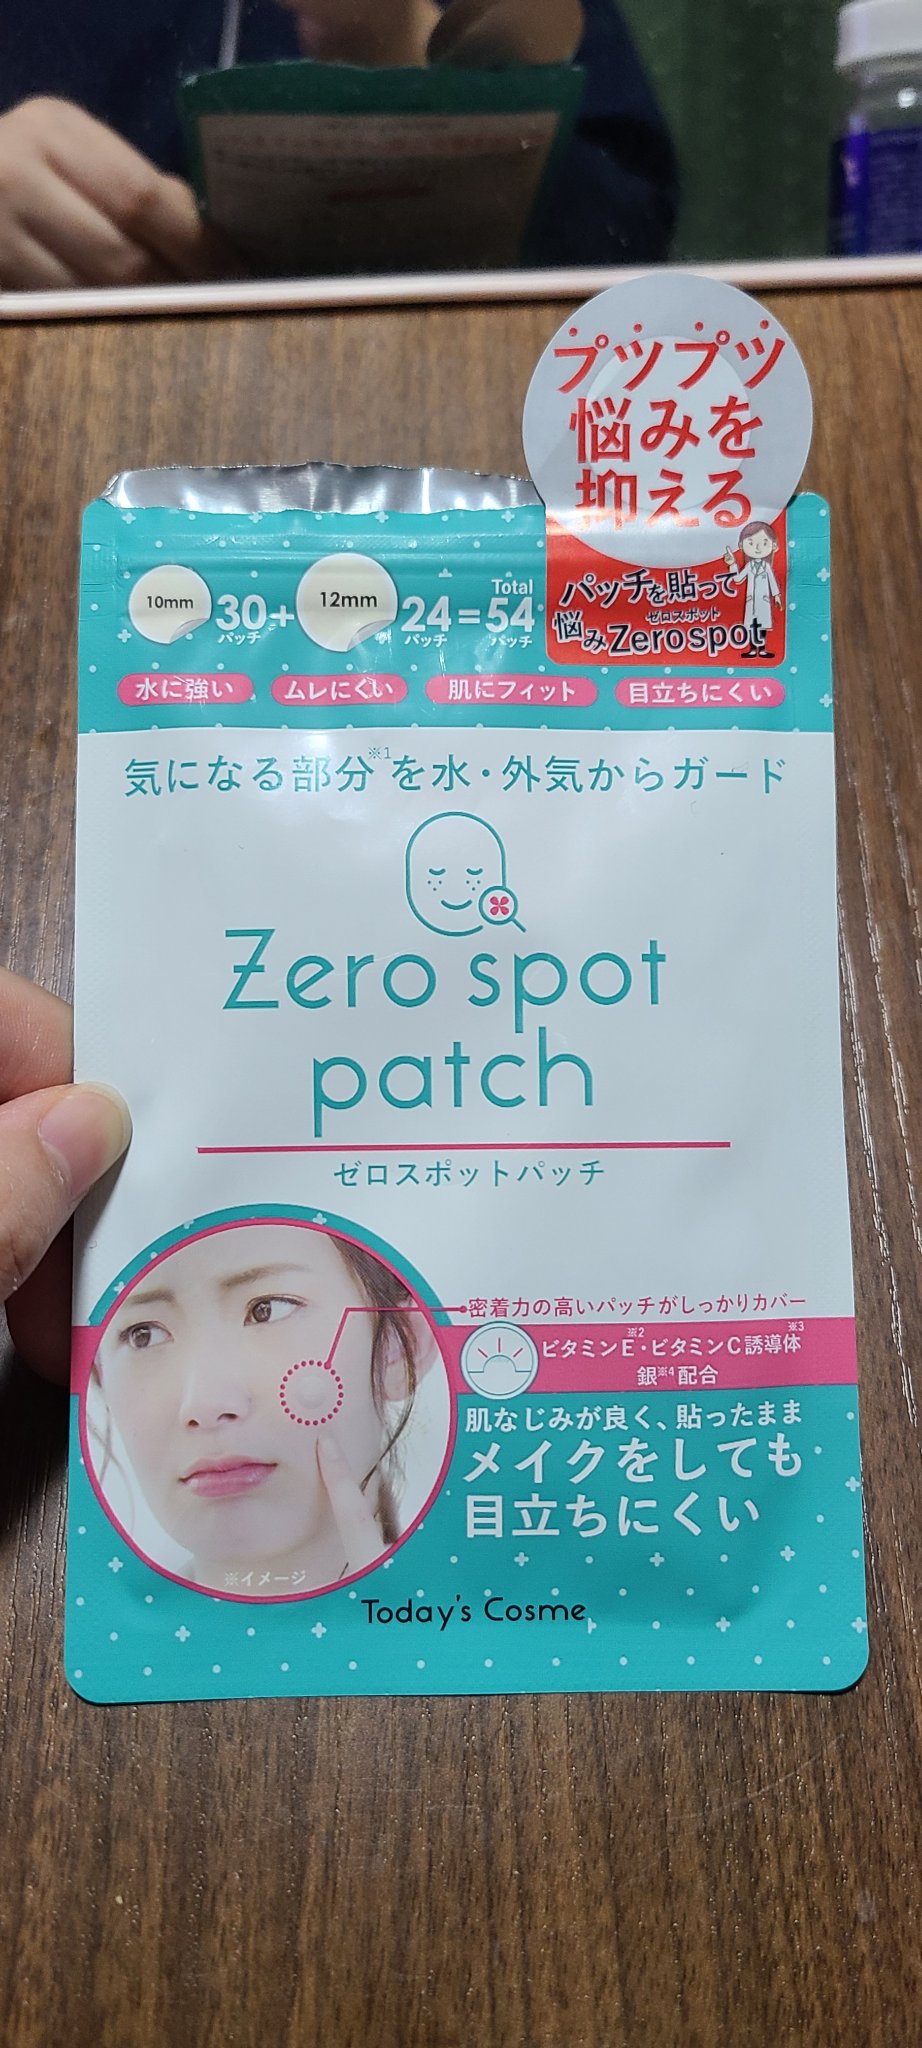 プツプツ
悩みを
抑える
パッチを貼って
ゼロスポット
悩みZerospot
10mm 30パッチ + 12mm 24パッチ = Total 54パッチ
水に強い ムレにくい 肌にフィット 目立ちにくい
気になる部分※1を水・外気からガード
Zero spot
patch
ゼロスポットパッチ
密着力の高いパッチがしっかりカバー
ビタミンE※2・ビタミンC誘導体※3
銀※4配合
肌なじみが良く、貼ったまま
メイクをしても
目立ちにくい
※イメージ
Today's Cosme